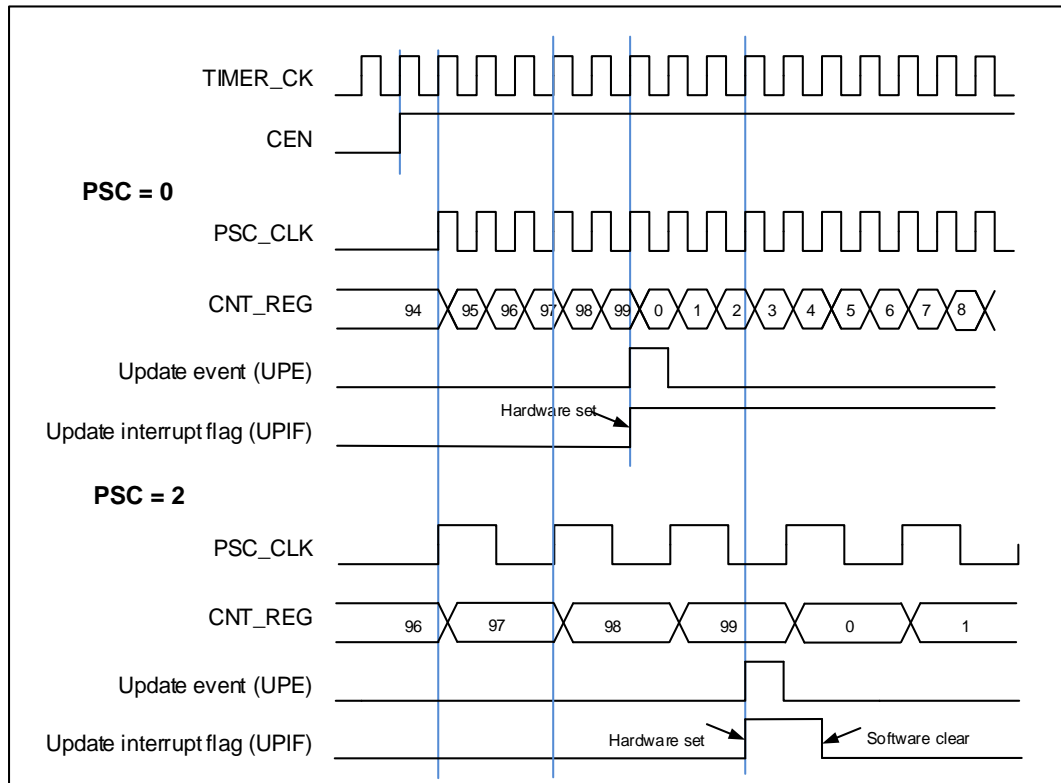 TIMER_CK
CEN
PSC = 0
PSC_CLK
CNT_REG 94 95 96 97 98 99 0 1 2 3 4 5 6 7 8
Update event (UPE)
Hardware set
Update interrupt flag (UPIF)
PSC = 2
PSC_CLK
CNT_REG 96 97 98 99 0 1
Update event (UPE)
Update interrupt flag (UPIF) Hardware set Software clear